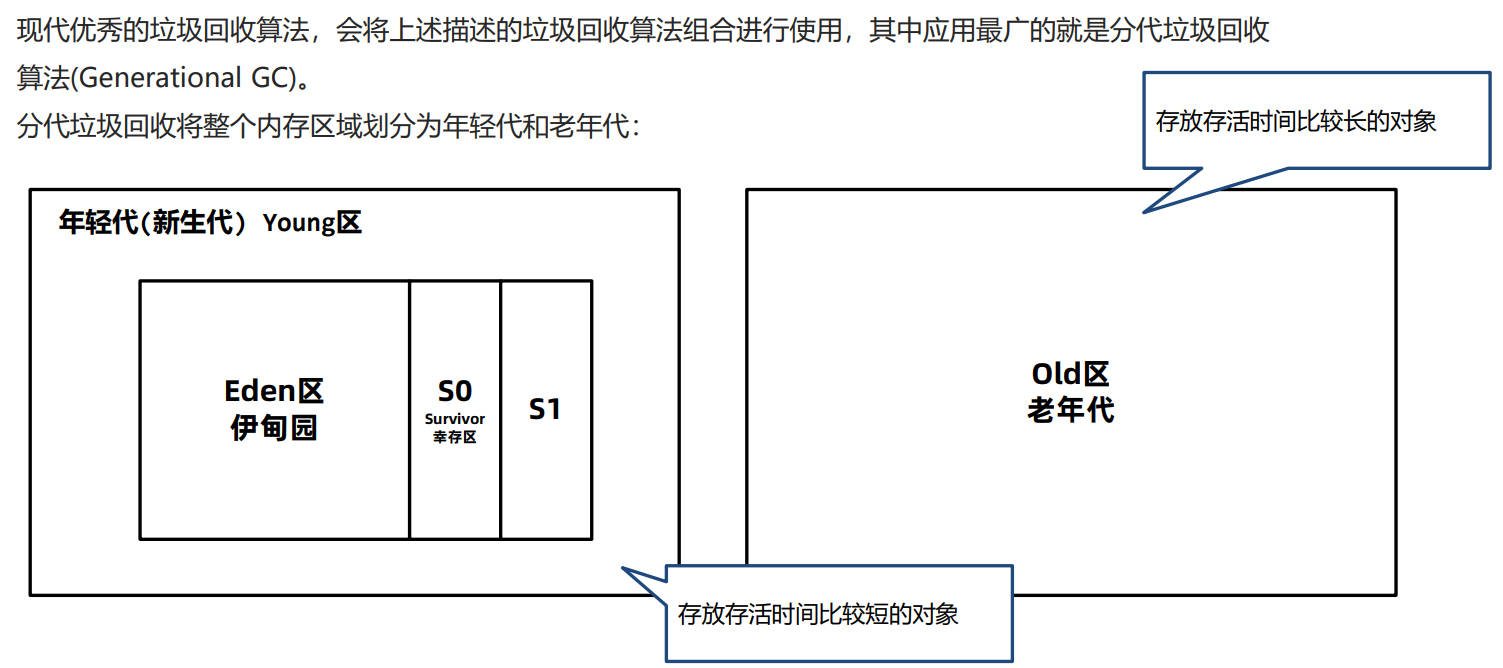 现代优秀的垃圾回收算法，会将上述描述的垃圾回收算法组合进行使用，其中应用最广的就是分代垃圾回收
算法(Generational GC)。
分代垃圾回收将整个内存区域划分为年轻代和老年代：
存放存活时间比较长的对象
年轻代(新生代）Young区
Eden区
伊甸园
S0
Survivor
幸存区
S1
Old区
老年代
存放存活时间比较短的对象